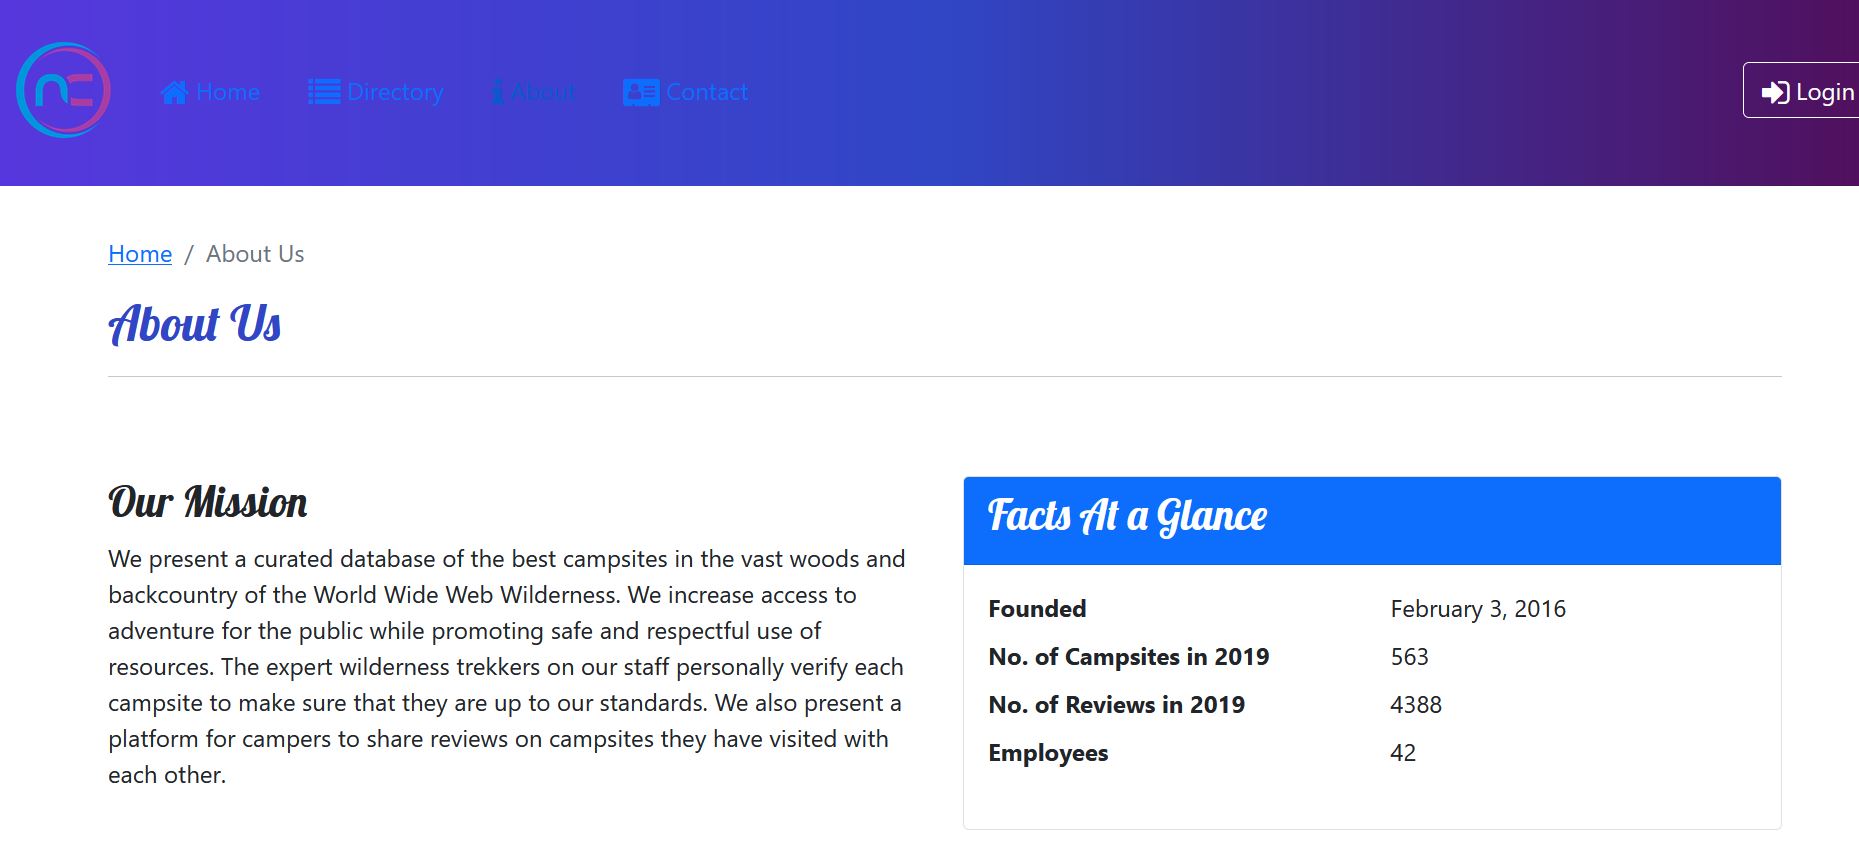 Home Directory About Contact Login
Home / About Us
About Us
Our Mission
We present a curated database of the best campsites in the vast woods and
backcountry of the World Wide Web Wilderness. We increase access to
adventure for the public while promoting safe and respectful use of
resources. The expert wilderness trekkers on our staff personally verify each
campsite to make sure that they are up to our standards. We also present a
platform for campers to share reviews on campsites they have visited with
each other.
Facts At a Glance
Founded February 3, 2016
No. of Campsites in 2019 563
No. of Reviews in 2019 4388
Employees 42